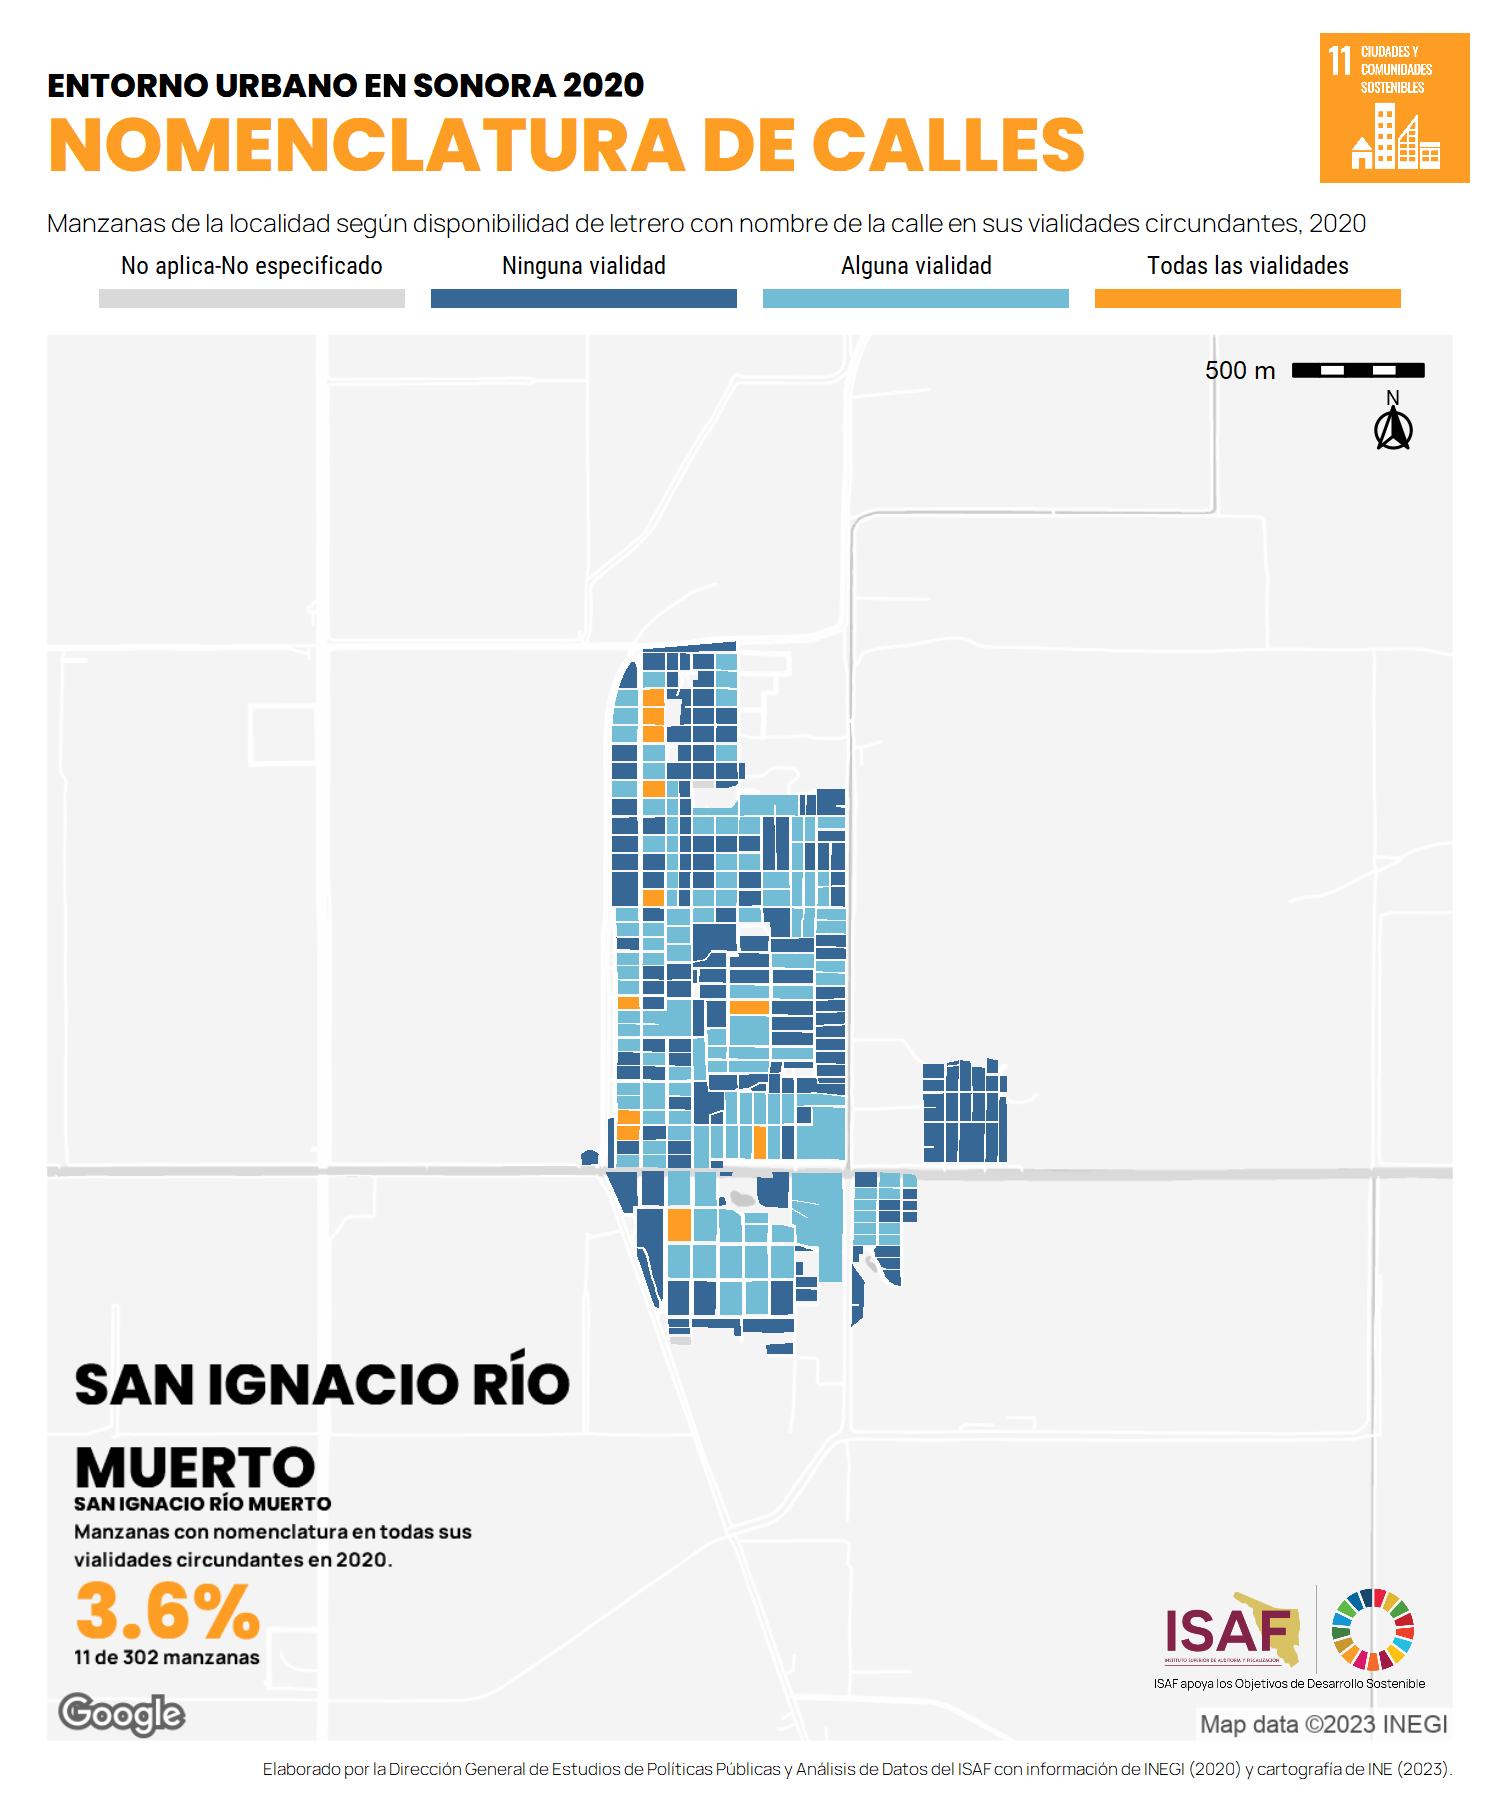 ENTORNO URBANO EN SONORA 2020
NOMENCLATURA DE CALLES
11 CIUDADES Y
COMUNIDADES
SOSTENIBLES
Manzanas de la localidad según disponibilidad de letrero con nombre de la calle en sus vialidades circundantes, 2020
No aplica-No especificado
Ninguna vialidad
Alguna vialidad
Todas las vialidades
500 m
N
SAN IGNACIO RÍO
MUERTO
SAN IGNACIO RÍO MUERTO
Manzanas con nomenclatura en todas sus
vialidades circundantes en 2020.
3.6%
11 de 302 manzanas
Google
ISAF
INSTITUTO SUPERIOR DE AUDITORÍA Y FISCALIZACIÓN
ISAF apoya los Objetivos de Desarrollo Sostenible
Map data ©2023 INEGI
Elaborado por la Dirección General de Estudios de Políticas Públicas y Análisis de Datos del ISAF con información de INEGI (2020) y cartografía de INE (2023).